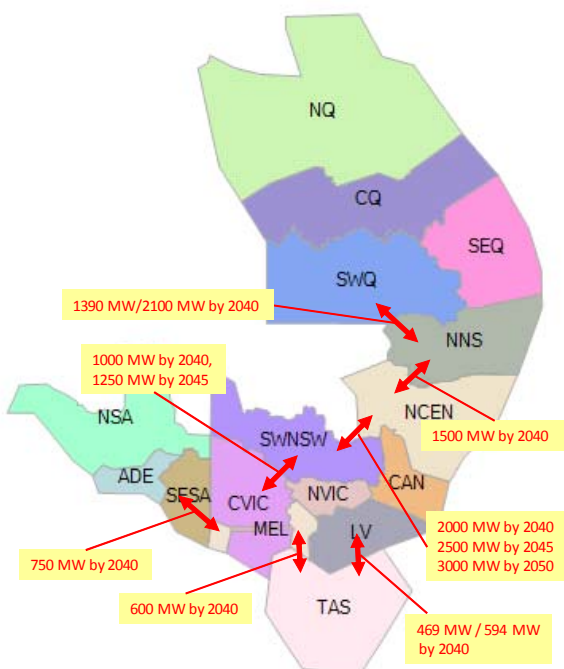 NQ
CQ
SEQ
SWQ
1390 MW/2100 MW by 2040
NNS
1000 MW by 2040,
1250 MW by 2045
NCEN
NSA
1500 MW by 2040
SWNSW
ADE
SESA
CVIC
NVIC
CAN
MEL
LV
2000 MW by 2040
2500 MW by 2045
3000 MW by 2050
750 MW by 2040
600 MW by 2040
TAS
469 MW / 594 MW
by 2040